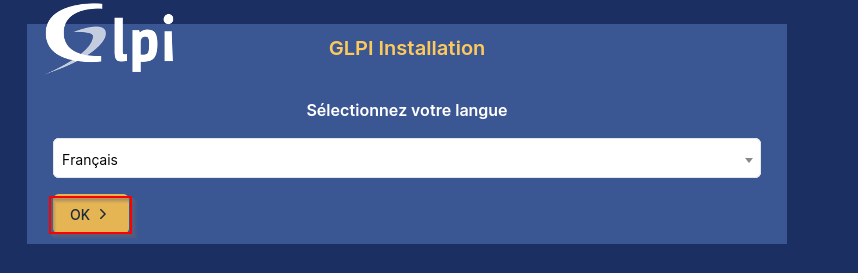 Glpi
GLPI Installation
Sélectionnez votre langue
Français
OK